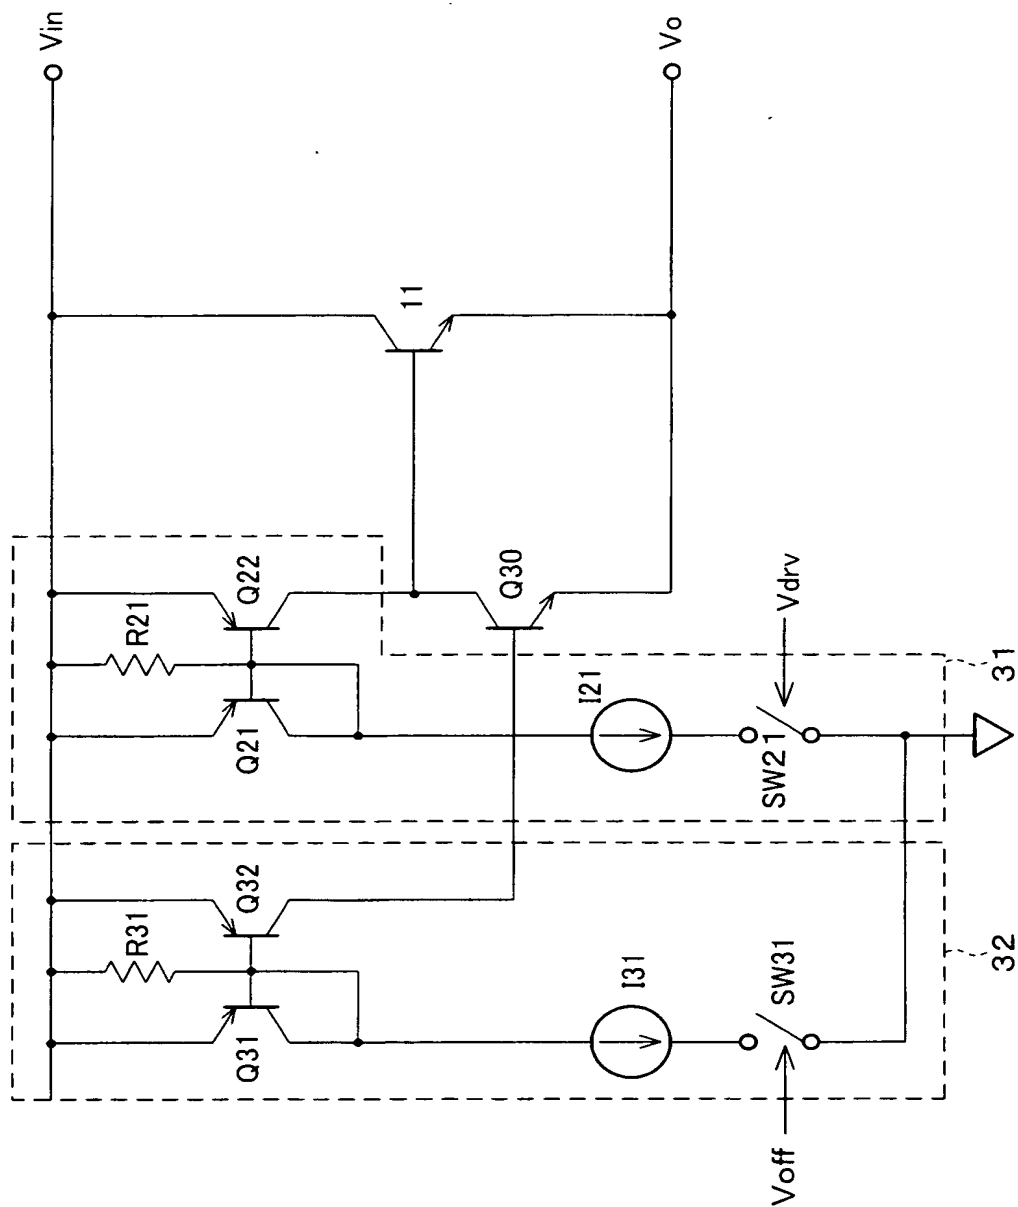 Vin
Vo
11
Q22
R21
Q21
Q30
I21
Vdrv
SW21
31
Q32
R31
Q31
I31
SW31
32
Voff